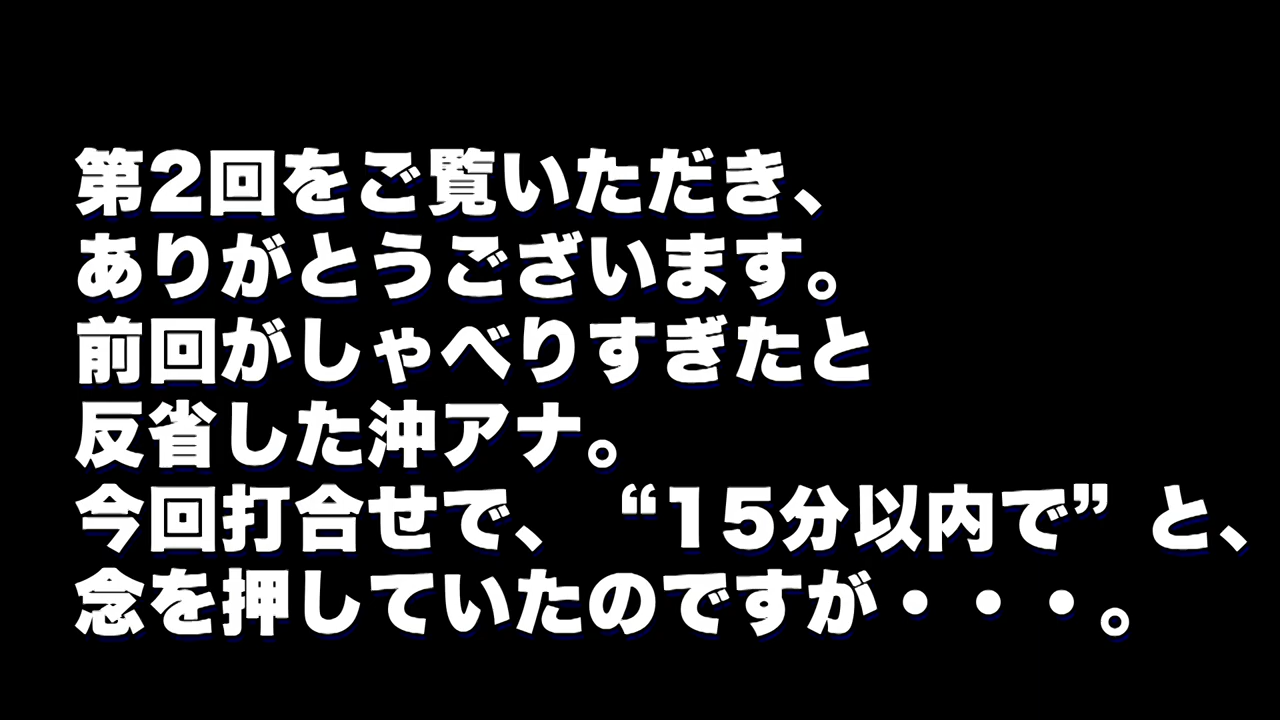 第2回をご覧いただき、
ありがとうございます。
前回がしゃべりすぎたと
反省した沖アナ。
今回打合せで、“15分以内で”と、
念を押していたのですが・・・。